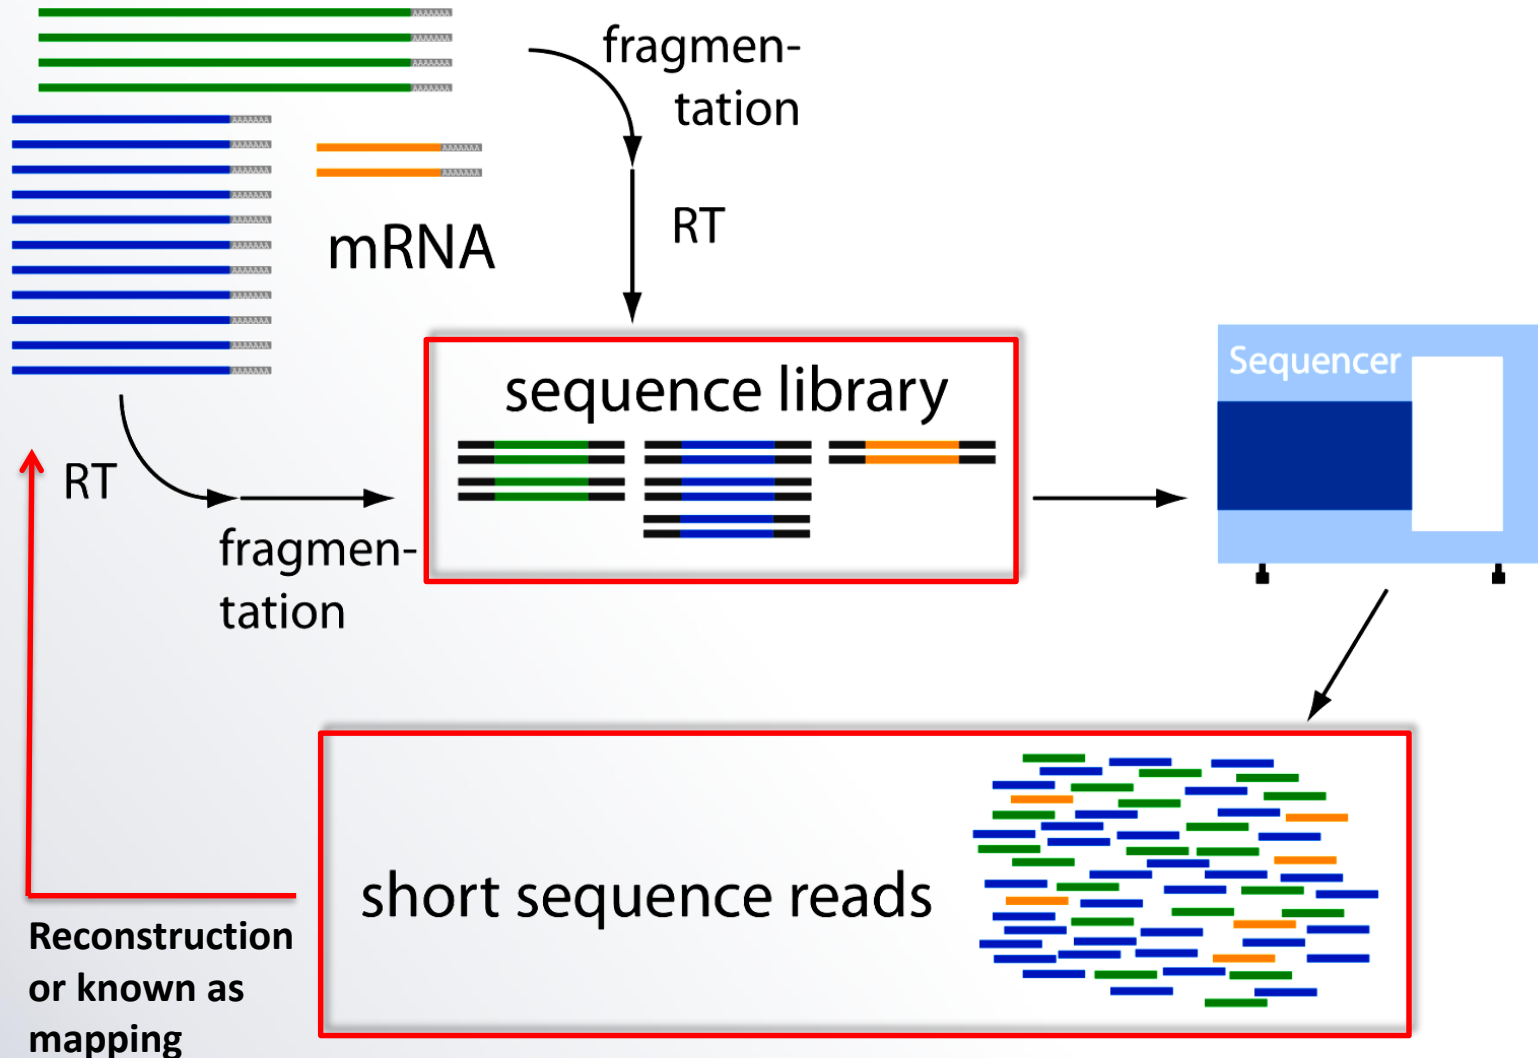 fragmen-
tation
RT
mRNA
sequence library
Sequencer
RT
fragmen-
tation
short sequence reads
Reconstruction
or known as
mapping